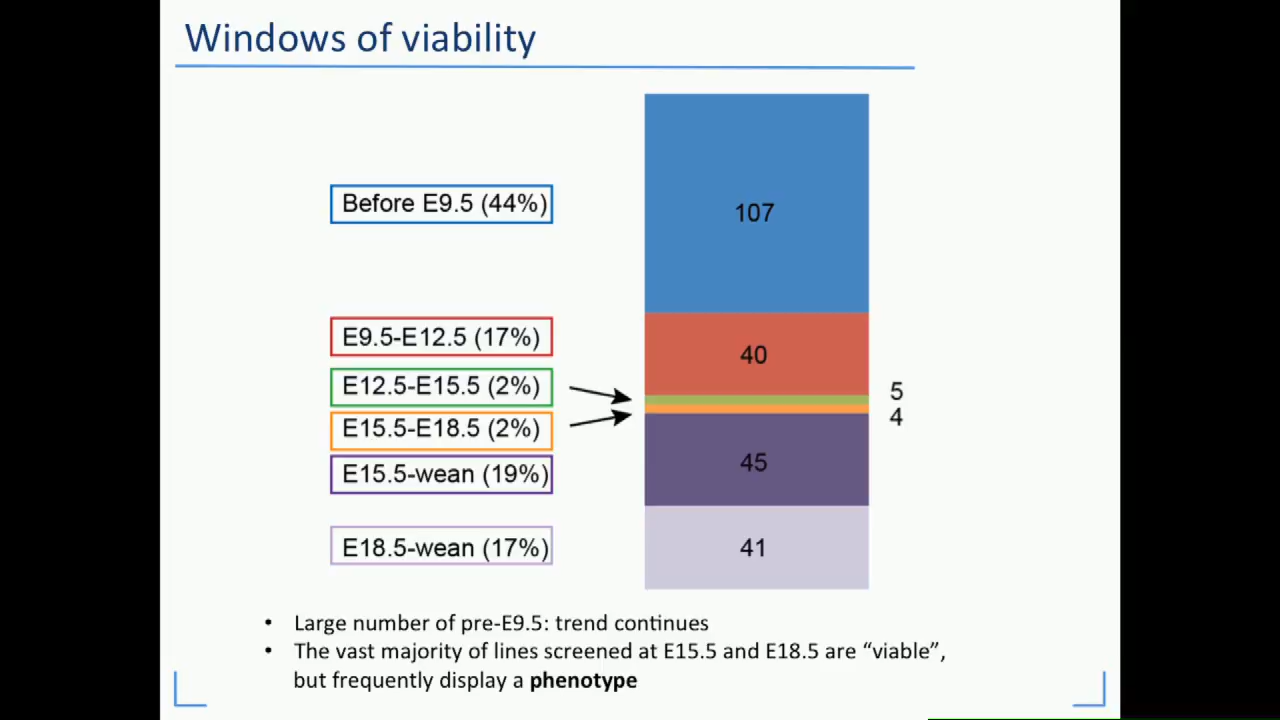 Windows of viability
Before E9.5 (44%)
107
E9.5-E12.5 (17%)
40
E12.5-E15.5 (2%)
5
E15.5-E18.5 (2%)
4
E15.5-wean (19%)
45
E18.5-wean (17%)
41
• Large number of pre-E9.5: trend continues
• The vast majority of lines screened at E15.5 and E18.5 are “viable”,
but frequently display a phenotype